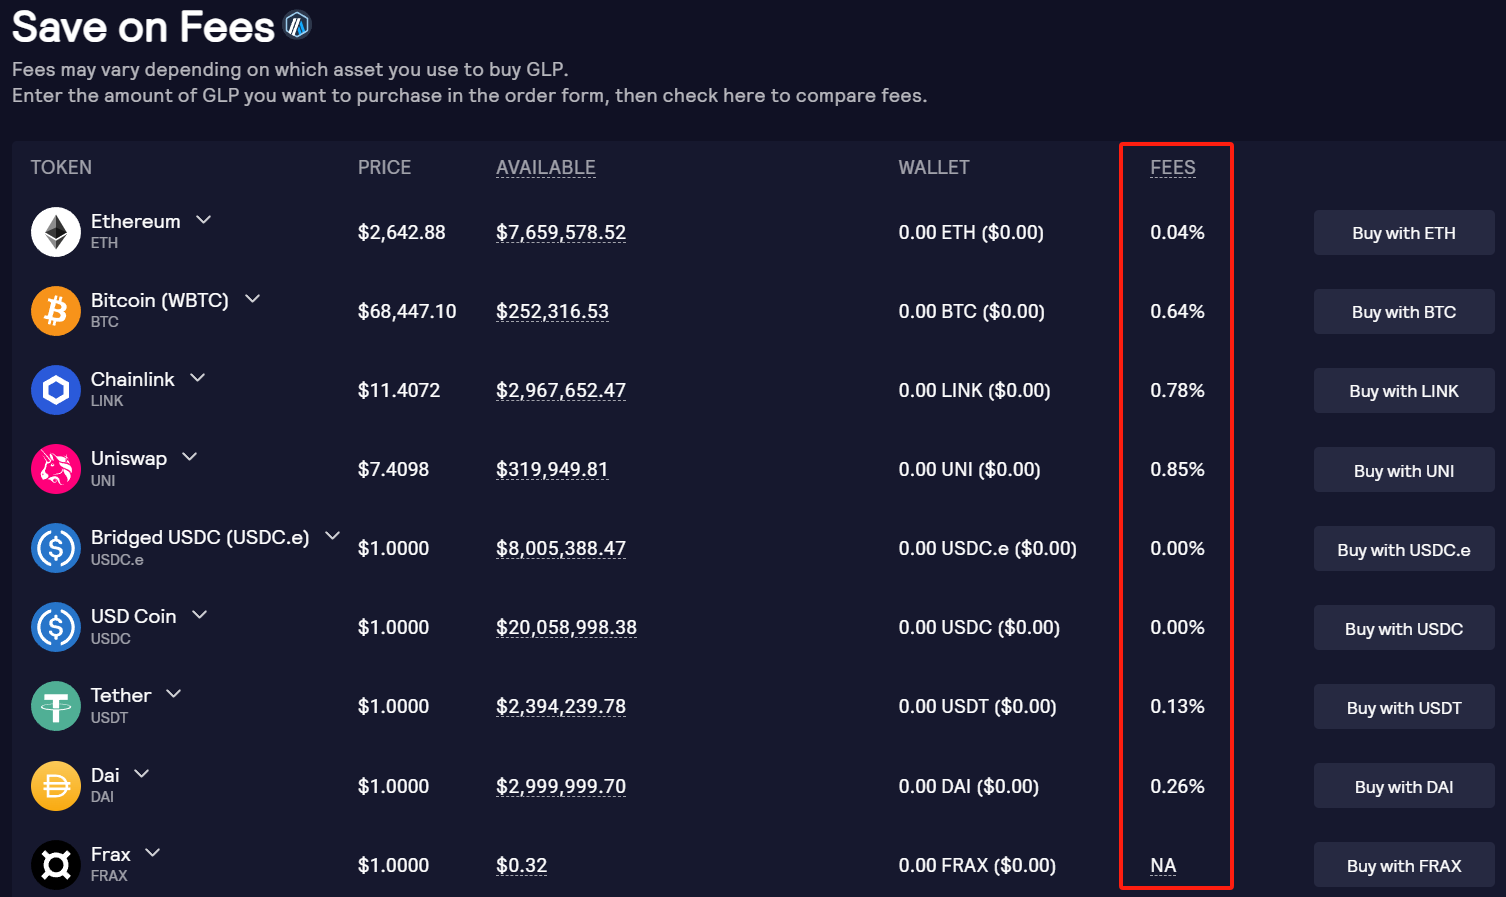 Save on Fees
Fees may vary depending on which asset you use to buy GLP.
Enter the amount of GLP you want to purchase in the order form, then check here to compare fees.
TOKEN PRICE AVAILABLE WALLET FEES
Ethereum
ETH
$2,642.88 $7,659,578.52 0.00 ETH ($0.00) 0.04% Buy with ETH
Bitcoin (WBTC)
BTC
$68,447.10 $252,316.53 0.00 BTC ($0.00) 0.64% Buy with BTC
Chainlink
LINK
$11.4072 $2,967,652.47 0.00 LINK ($0.00) 0.78% Buy with LINK
Uniswap
UNI
$7.4098 $319,949.81 0.00 UNI ($0.00) 0.85% Buy with UNI
Bridged USDC (USDC.e)
USDC.e
$1.0000 $8,005,388.47 0.00 USDC.e ($0.00) 0.00% Buy with USDC.e
USD Coin
USDC
$1.0000 $20,058,998.38 0.00 USDC ($0.00) 0.00% Buy with USDC
Tether
USDT
$1.0000 $2,394,239.78 0.00 USDT ($0.00) 0.13% Buy with USDT
Dai
DAI
$1.0000 $2,999,999.70 0.00 DAI ($0.00) 0.26% Buy with DAI
Frax
FRAX
$1.0000 $0.32 0.00 FRAX ($0.00) NA Buy with FRAX